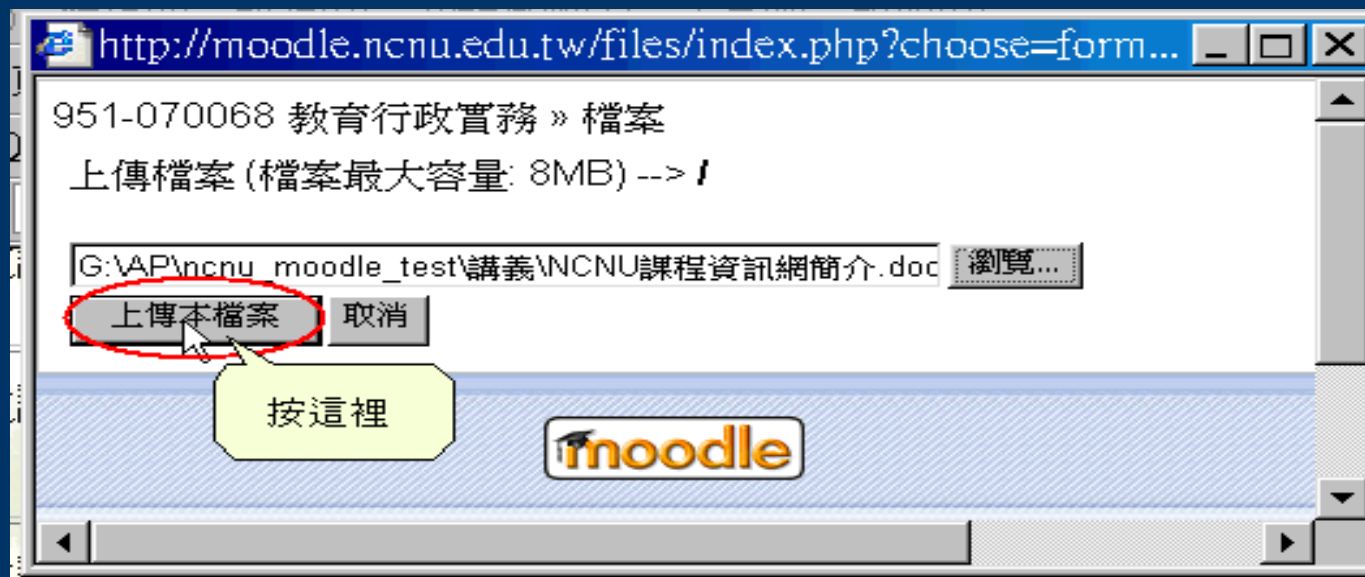 http://moodle.ncnu.edu.tw/files/index.php?choose=form...
951-070068 教育行政實務 » 檔案
上傳檔案 (檔案最大容量: 8MB) --> /
G:\AP\ncnu_moodle_test\講義\NCNU課程資訊網簡介.doc 瀏覽...
上傳本檔案 取消
按這裡
moodle